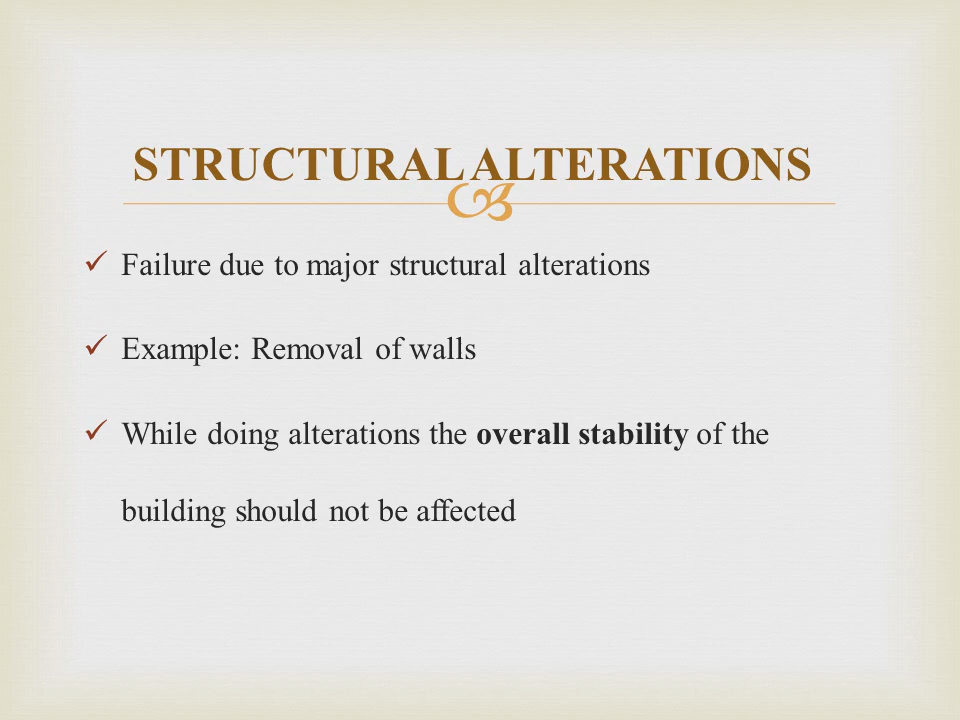 STRUCTURAL ALTERATIONS
✓ Failure due to major structural alterations
✓ Example: Removal of walls
✓ While doing alterations the overall stability of the
building should not be affected